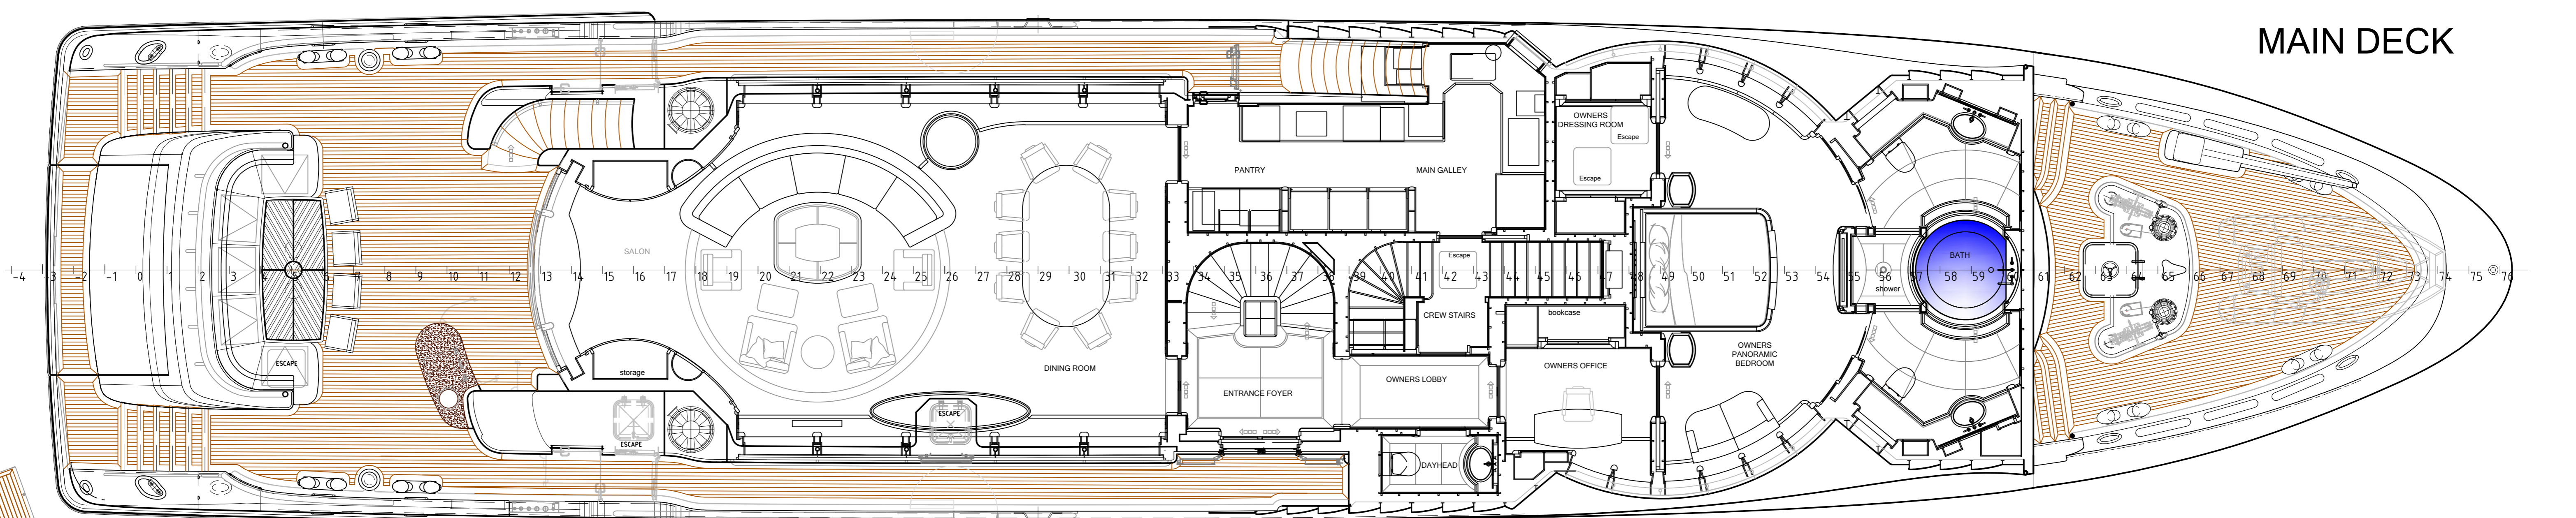 MAIN DECK
OWNERS
DRESSING ROOM
Escape
PANTRY
MAIN GALLEY
Escape
SALON
Escape
BATH
-4 -3 -2 -1 0 1 2 3 4 5 6 7 8 9 10 11 12 13 14 15 16 17 18 19 20 21 22 23 24 25 26 27 28 29 30 31 32 33 34 35 36 37 38 39 40 41 42 43 44 45 46 47 48 49 50 51 52 53 54 55 56 57 58 59 60 61 62 63 64 65 66 67 68 69 70 71 72 73 74 75 76
shower
bookcase
CREW STAIRS
OWNERS
PANORAMIC
BEDROOM
ESCAPE
storage
DINING ROOM
OWNERS OFFICE
OWNERS LOBBY
ENTRANCE FOYER
ESCAPE
ESCAPE
DAYHEAD